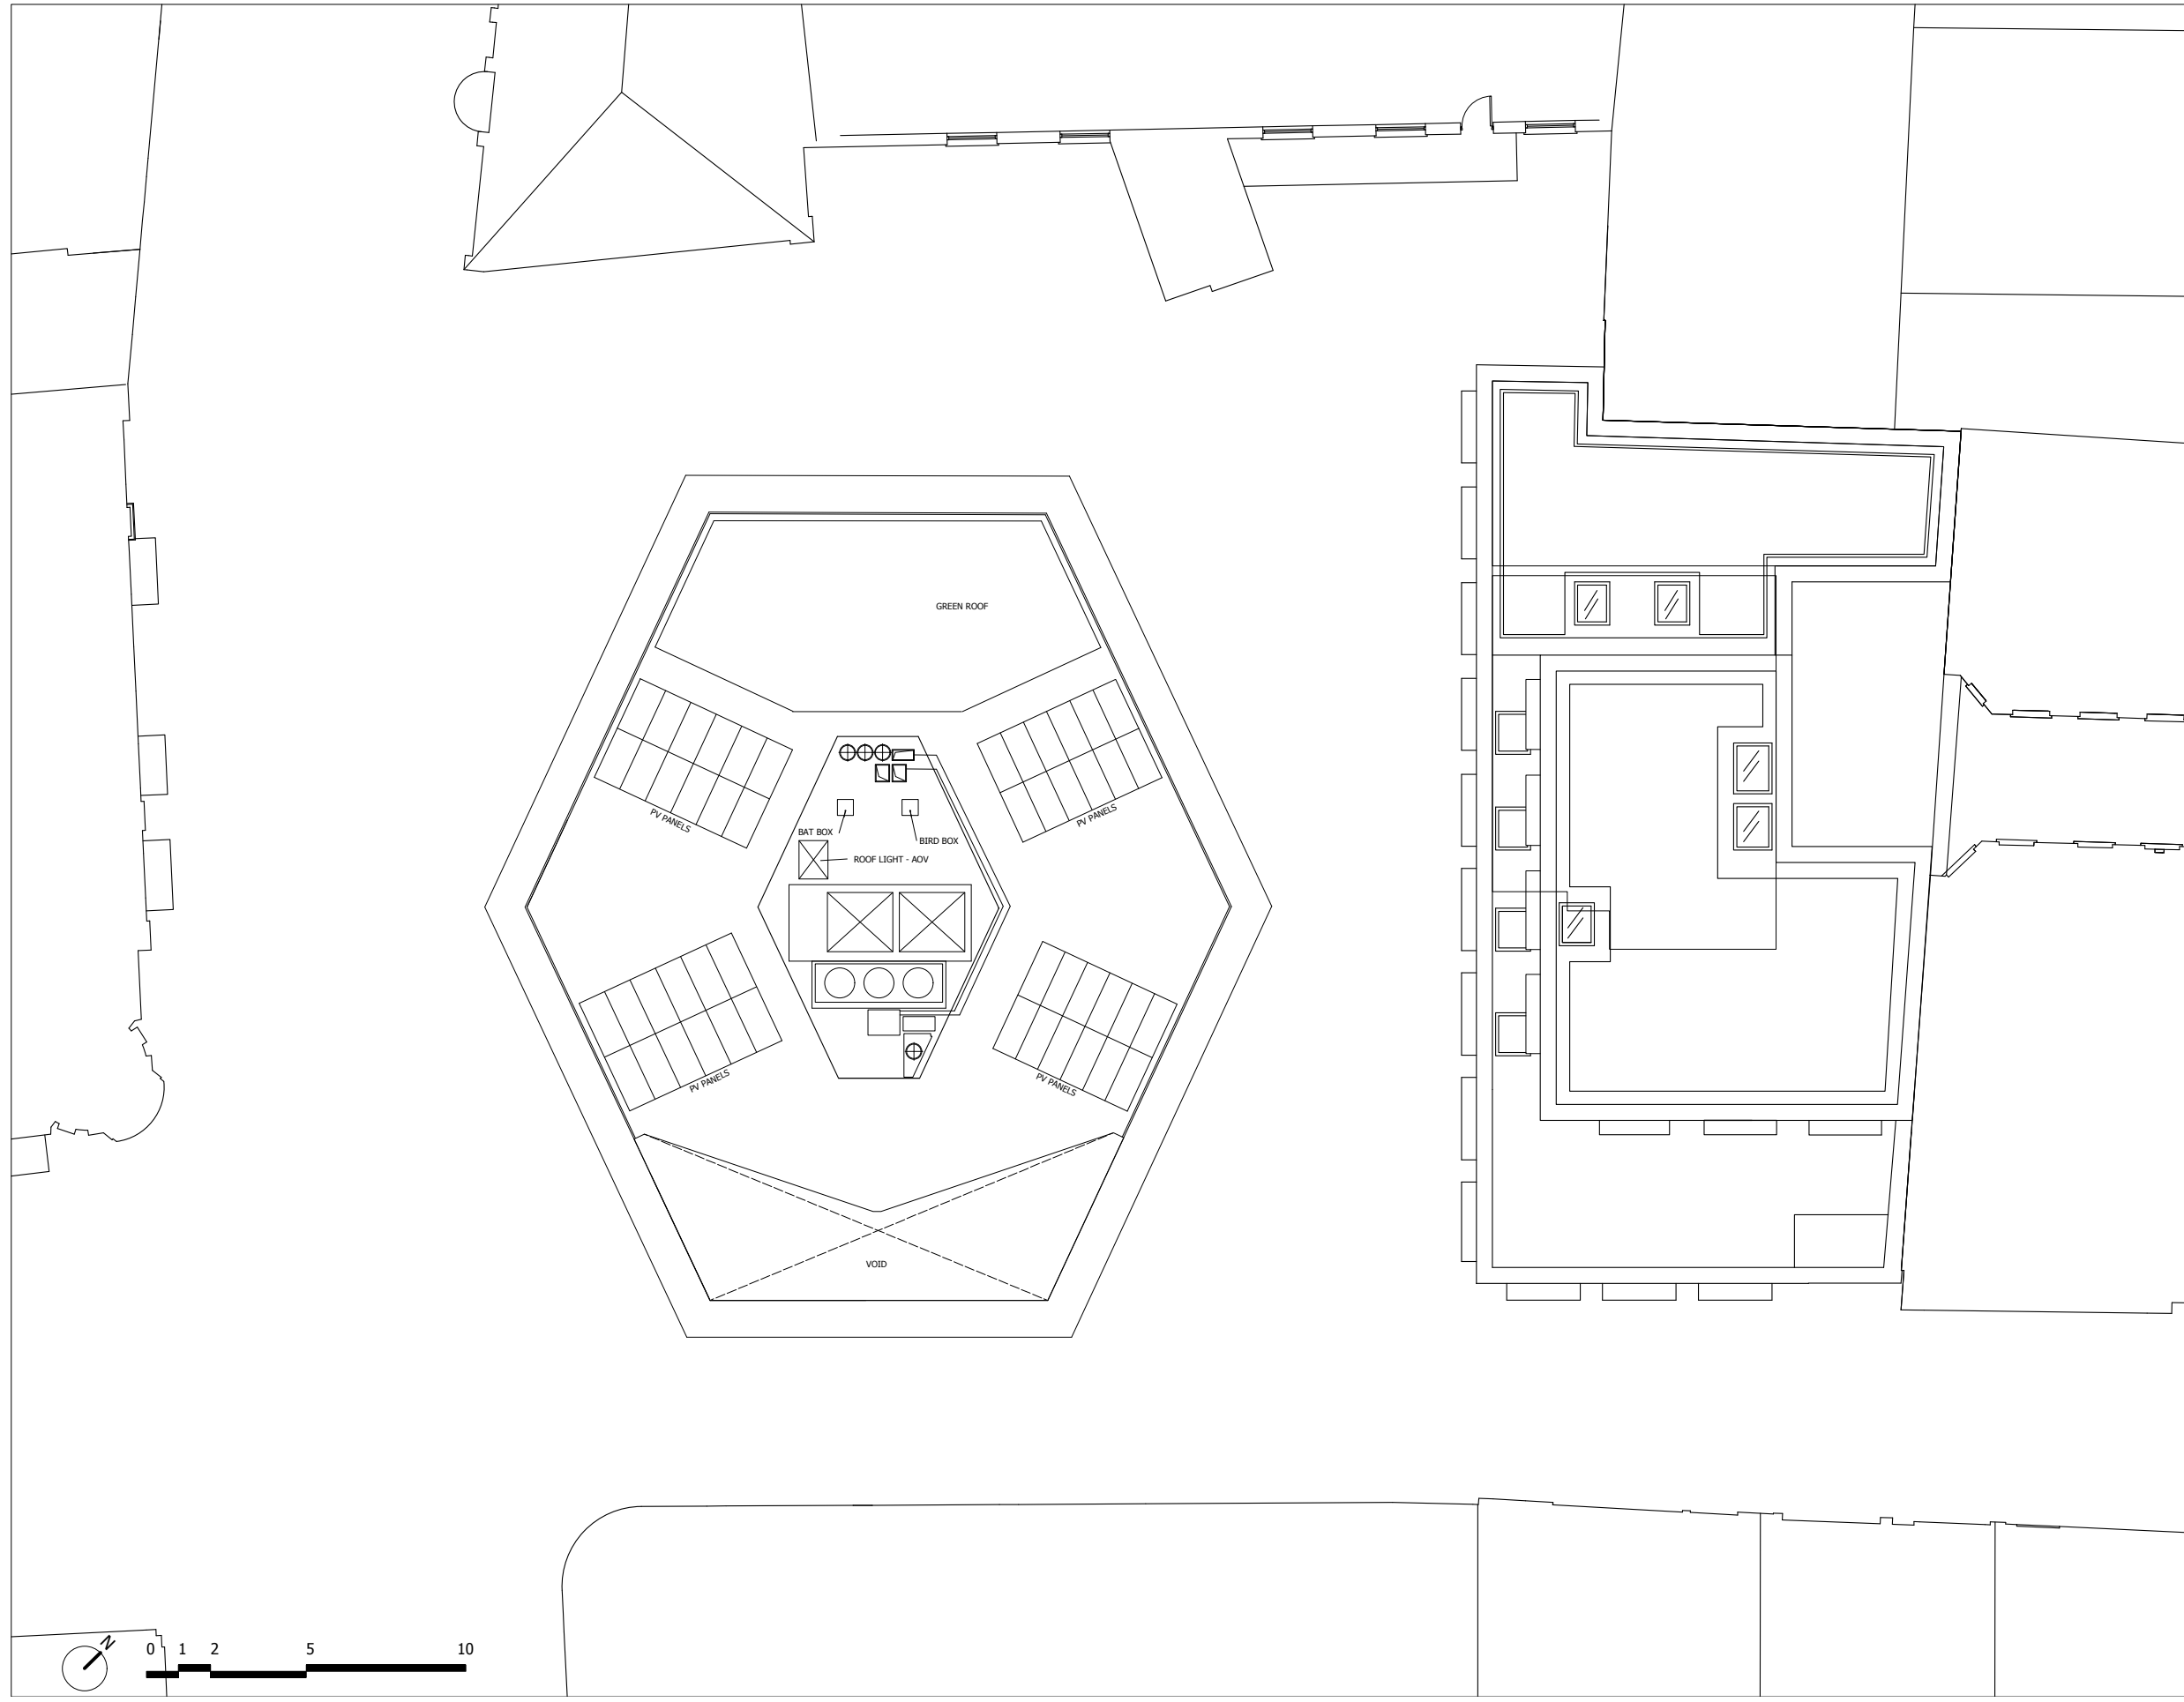 GREEN ROOF
PV PANELS
PV PANELS
BAT BOX
BIRD BOX
ROOF LIGHT - AOV
PV PANELS
PV PANELS
VOID
N
0 1 2 5 10